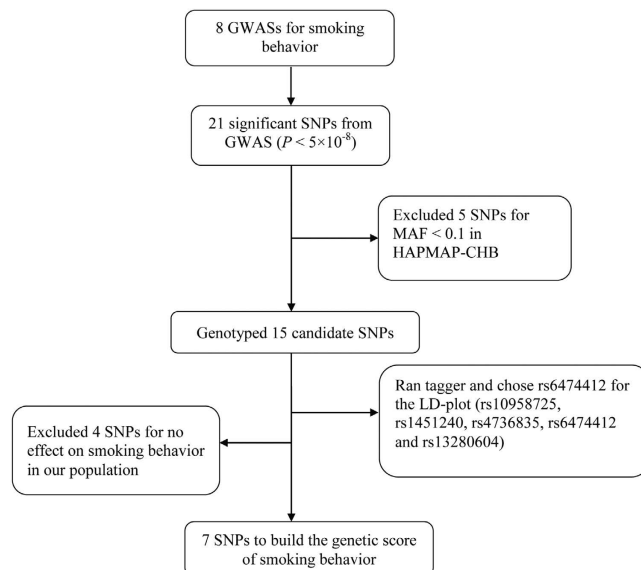 8 GWASs for smoking
behavior
21 significant SNPs from
GWAS (P < 5×10⁻⁸)
Excluded 5 SNPs for
MAF < 0.1 in
HAPMAP-CHB
Genotyped 15 candidate SNPs
Ran tagger and chose rs6474412 for
the LD-plot (rs10958725,
rs1451240, rs4736835, rs6474412
and rs13280604)
Excluded 4 SNPs for no
effect on smoking behavior
in our population
7 SNPs to build the genetic score
of smoking behavior